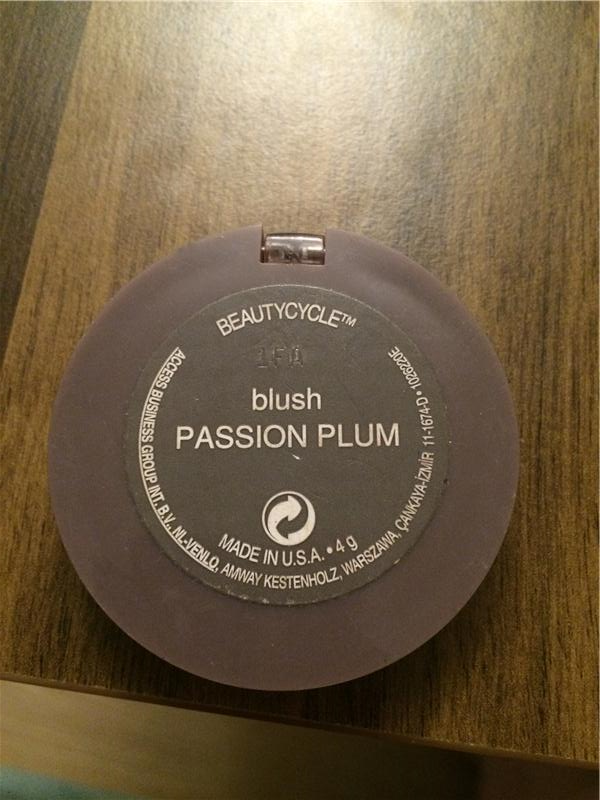 BEAUTYCYCLE™
1FA
blush
PASSION PLUM
MADE IN U.S.A. • 4 g
ACCESS BUSINESS GROUP INT. B.V., NL-VENLO, AMWAY KESTENHOLZ, WARSZAWA, ÇANKAYA-İZMİR 11-1674-D • 1026220E